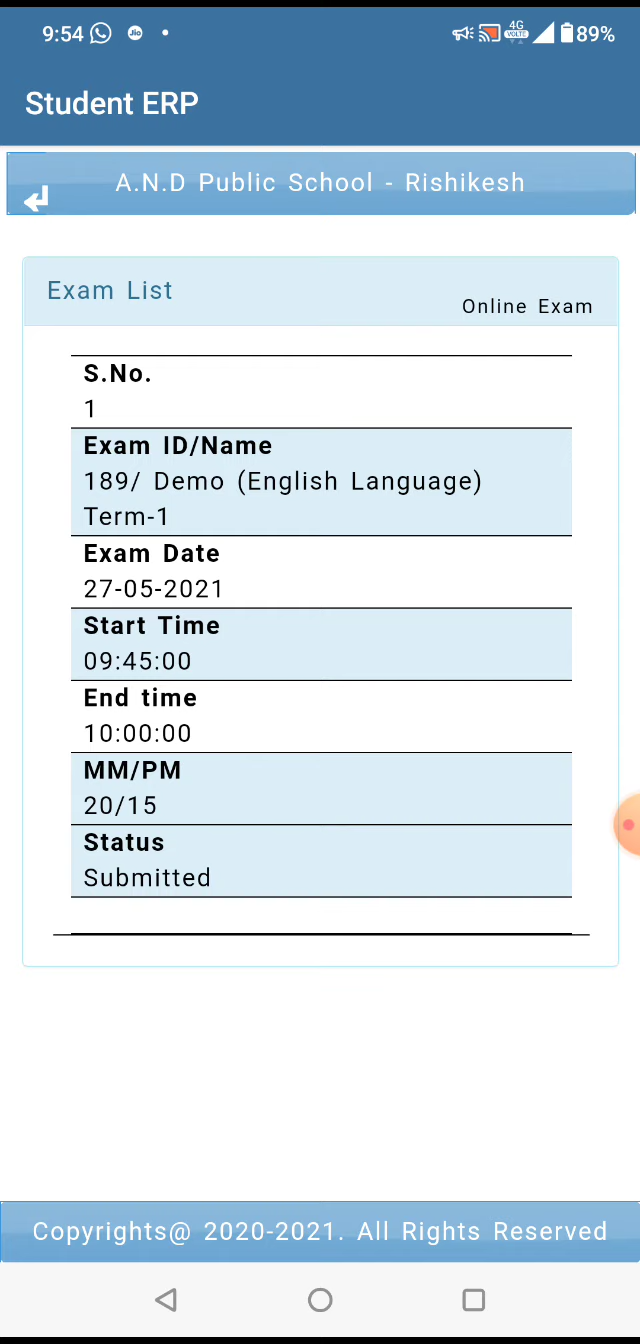 9:54 Jio 4G VOLTE 89%
Student ERP
A.N.D Public School - Rishikesh
Exam List
Online Exam
S.No.
1
Exam ID/Name
189/ Demo (English Language)
Term-1
Exam Date
27-05-2021
Start Time
09:45:00
End time
10:00:00
MM/PM
20/15
Status
Submitted
Copyrights@ 2020-2021. All Rights Reserved